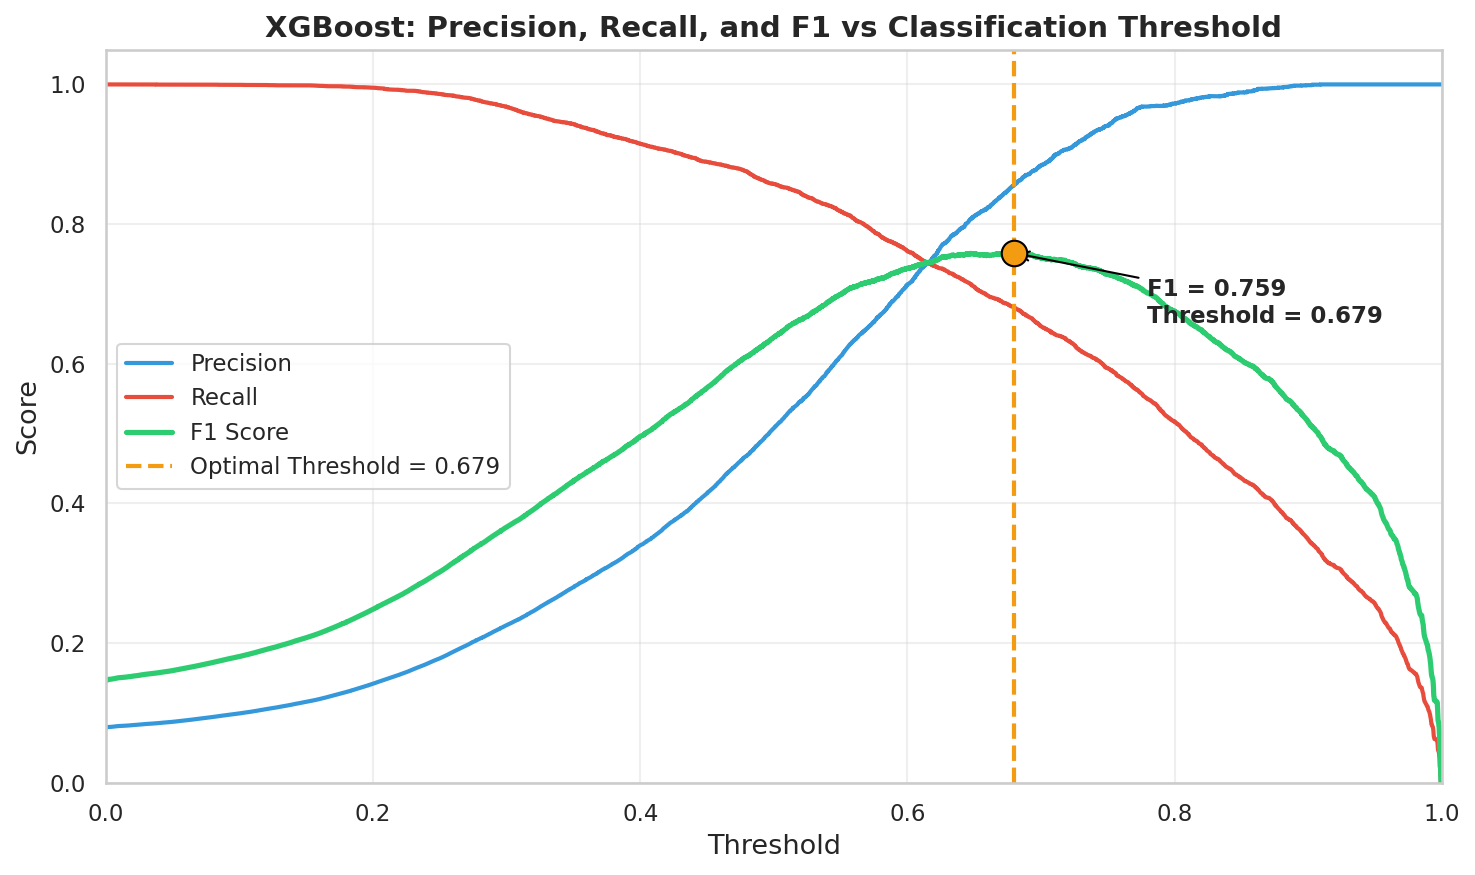 XGBoost: Precision, Recall, and F1 vs Classification Threshold
1.0
0.8
0.6
0.4
0.2
0.0
Score
F1 = 0.759
Threshold = 0.679
Precision
Recall
F1 Score
Optimal Threshold = 0.679
0.0 0.2 0.4 0.6 0.8 1.0
Threshold